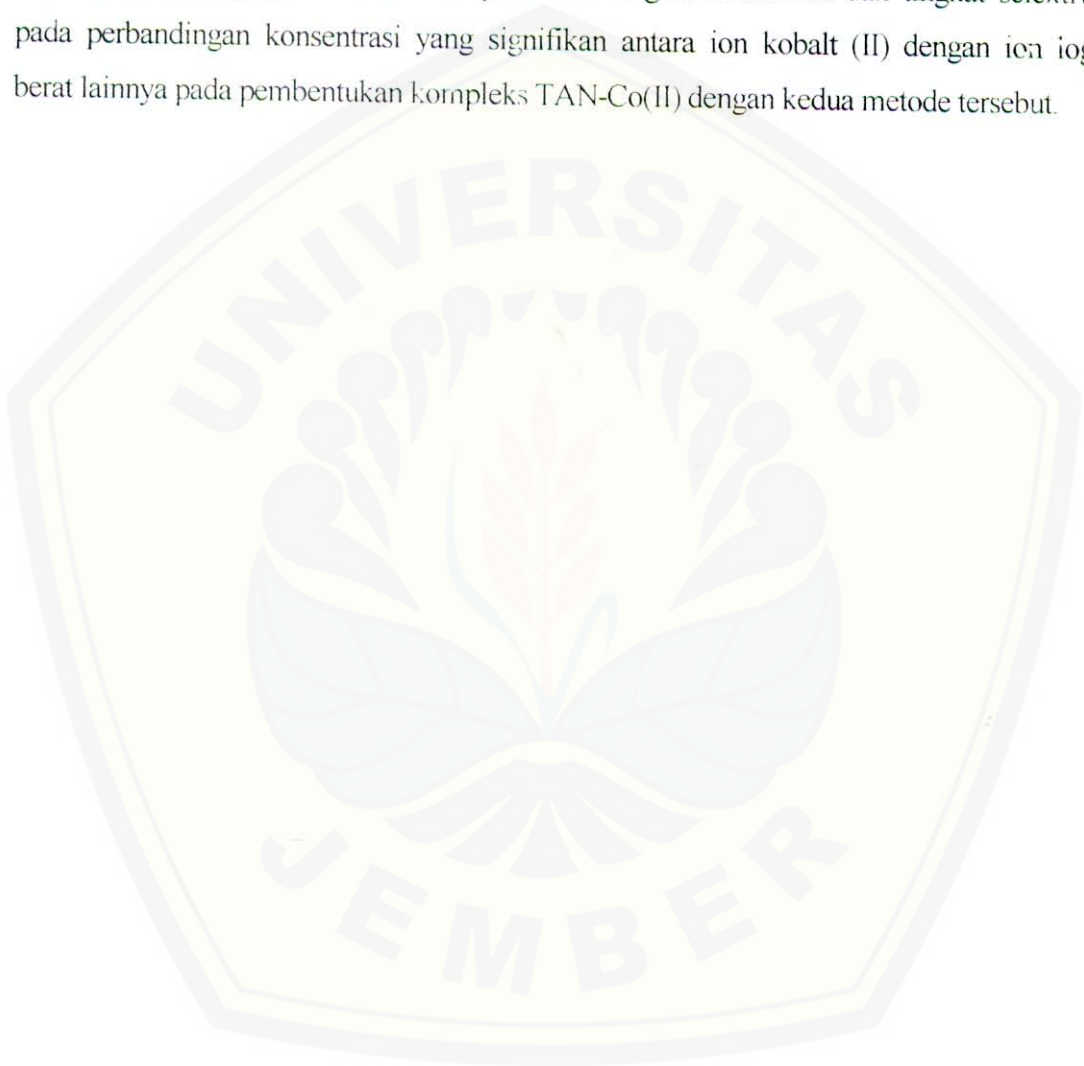 pada perbandingan konsentrasi yang signifikan antara ion kobalt (II) dengan ion
berat lainnya pada pembentukan kompleks TAN-Co(II) dengan kedua metode tersebut.
UNIVERSITAS
JEMBER